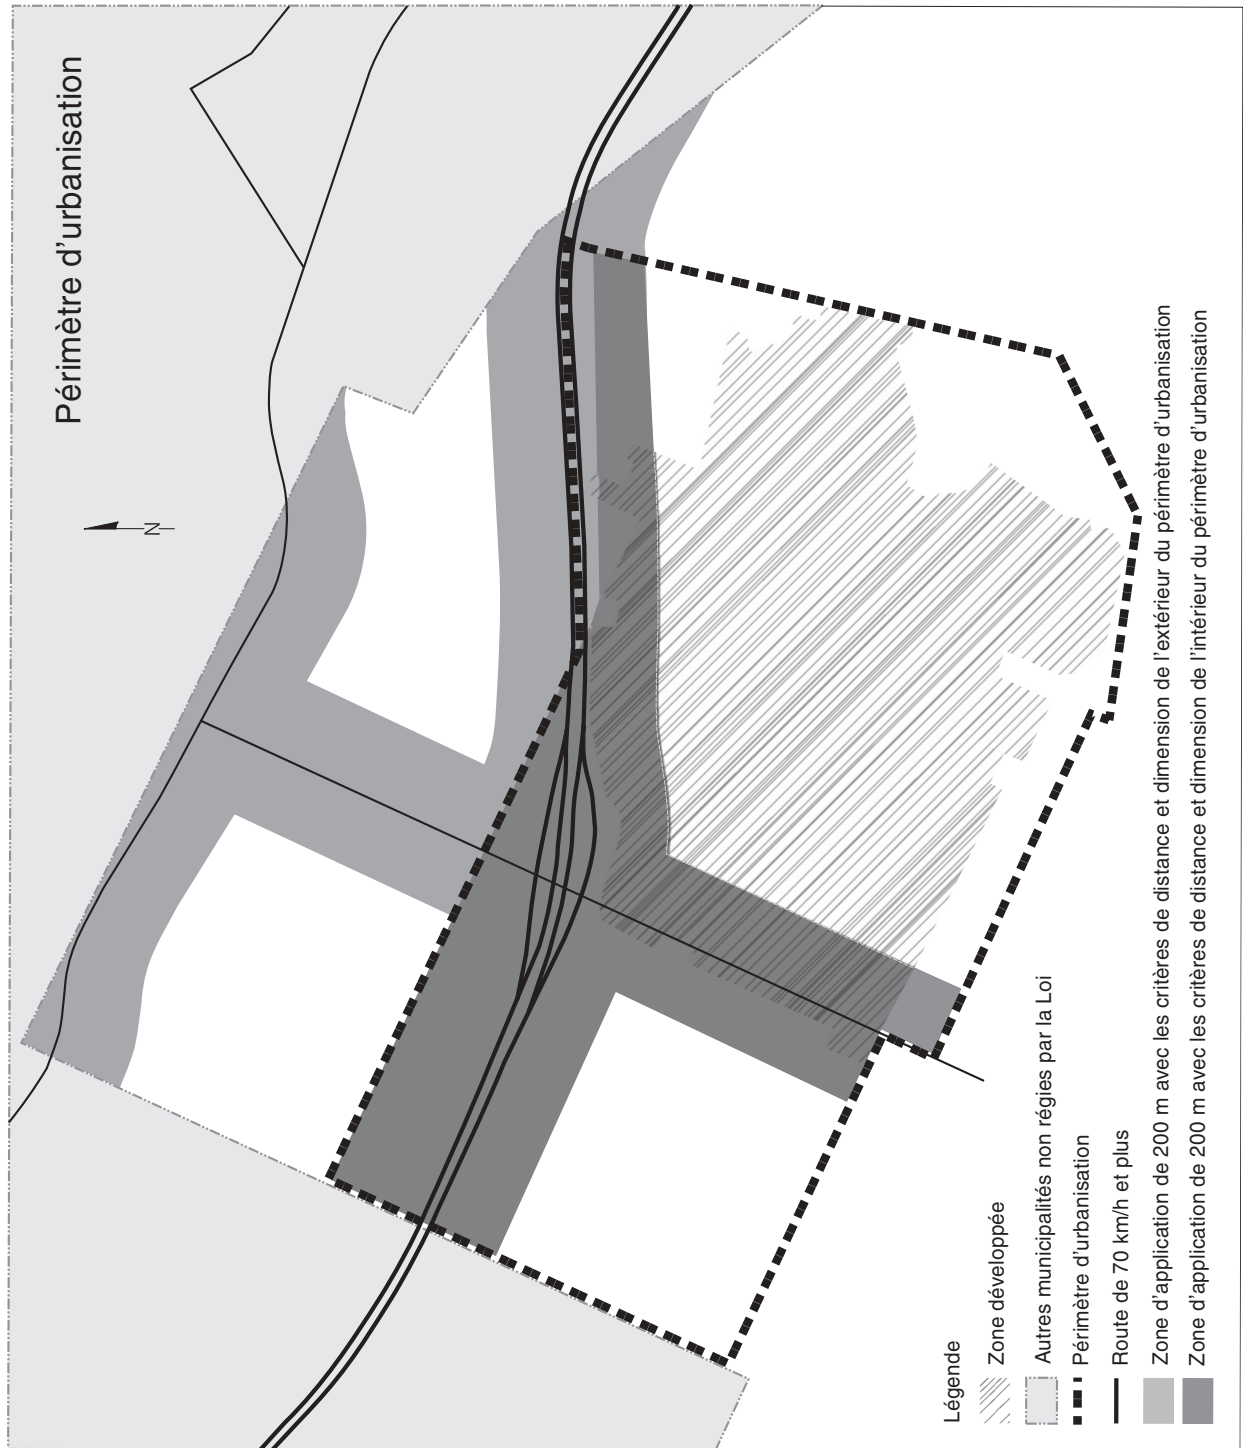 Périmètre d'urbanisation
N
Légende
Zone développée
Autres municipalités non régies par la Loi
Périmètre d'urbanisation
Route de 70 km/h et plus
Zone d'application de 200 m avec les critères de distance et dimension de l'extérieur du périmètre d'urbanisation
Zone d'application de 200 m avec les critères de distance et dimension de l'intérieur du périmètre d'urbanisation